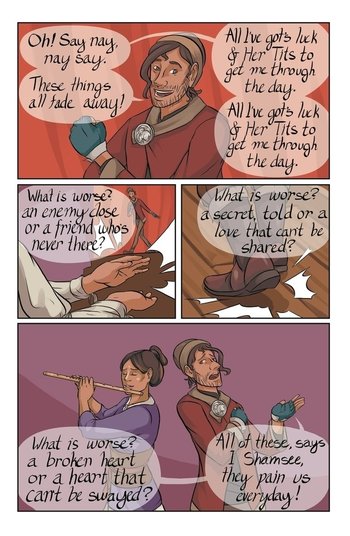 Oh! Say nay,
nay say.
These things
all fade away!
All I've got's luck
& Her Tits to
get me through
the day.
All I've got's luck
& Her Tits to
get me through
the day.
What is worse?
an enemy close
or a friend who's
never there?
What is worse?
a secret, told or a
love that cant be
shared?
What is worse?
a broken heart
or a heart that
cant be swayed?
All of these, says
I Shamsee,
they pain us
everyday!